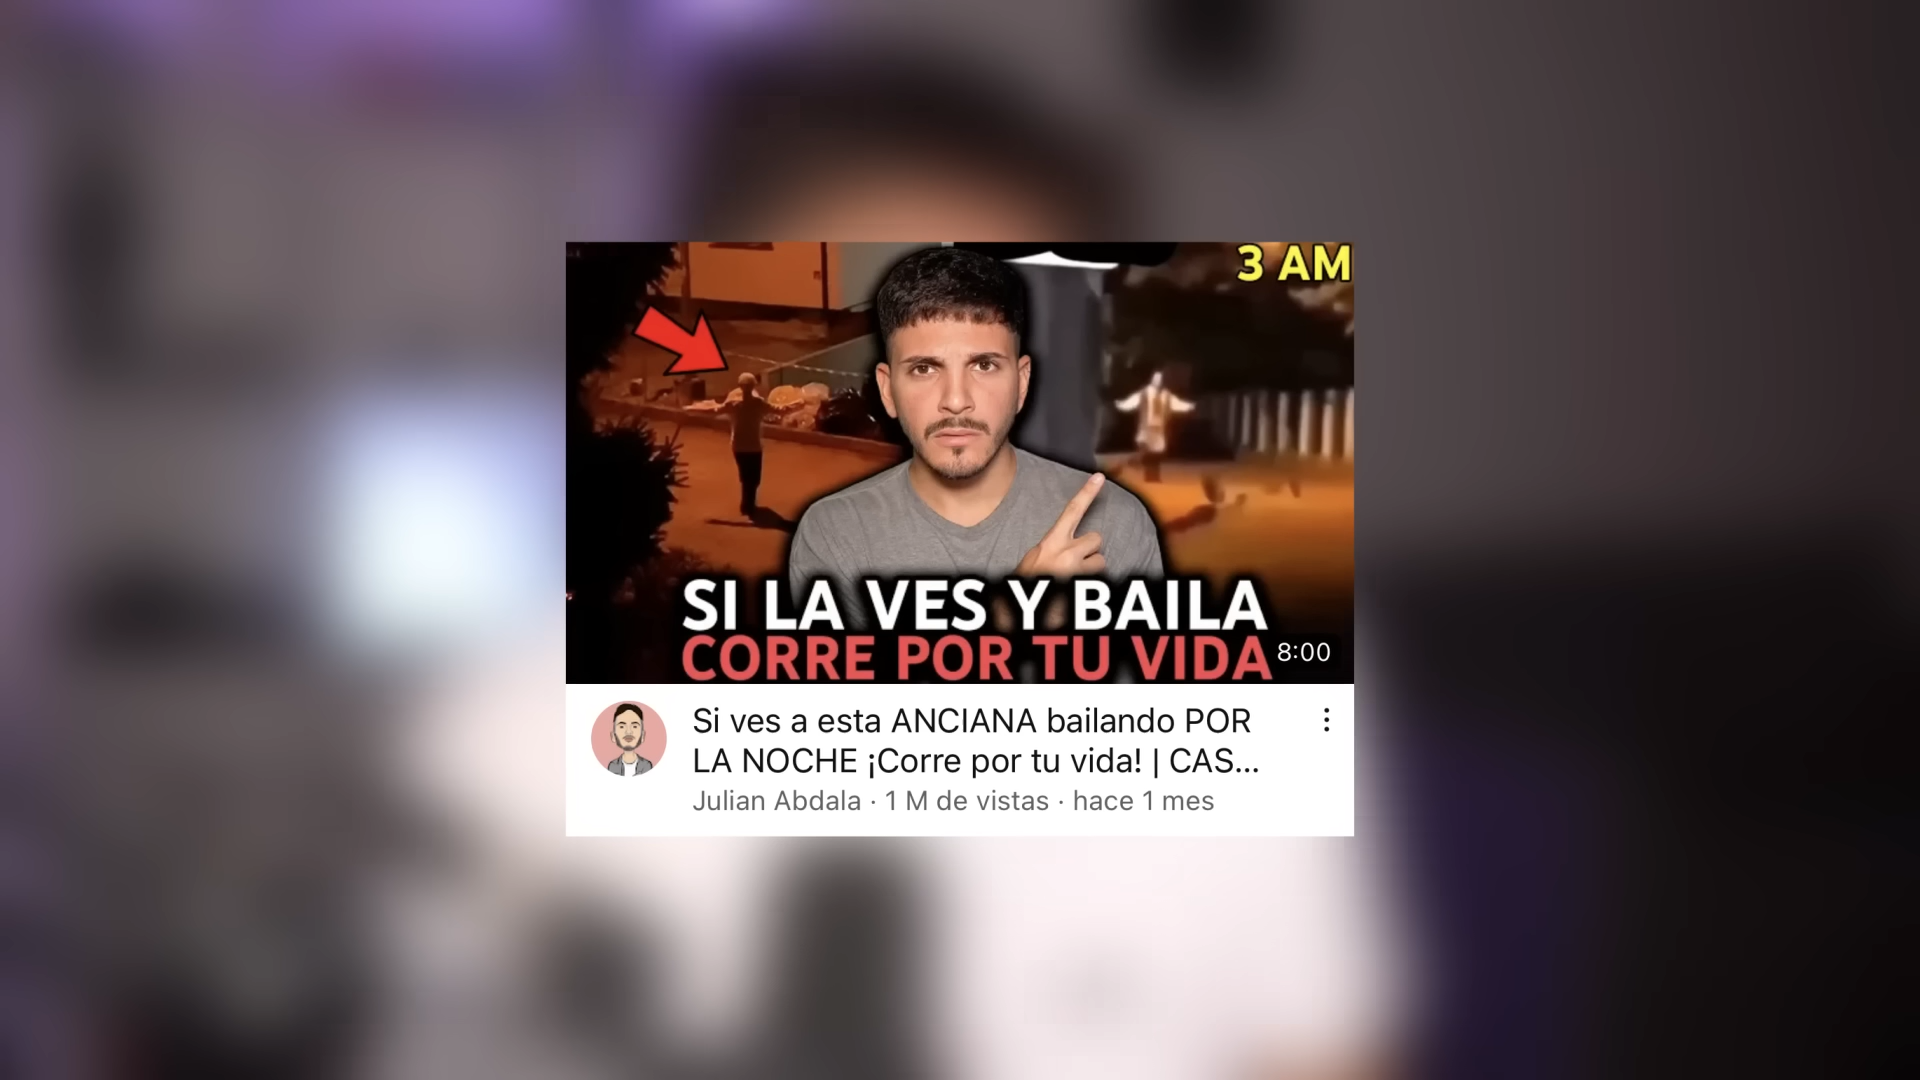 3 AM
SI LA VES Y BAILA
CORRE POR TU VIDA
8:00
Si ves a esta ANCIANA bailando POR
LA NOCHE ¡Corre por tu vida! | CAS...
Julian Abdala · 1 M de vistas · hace 1 mes